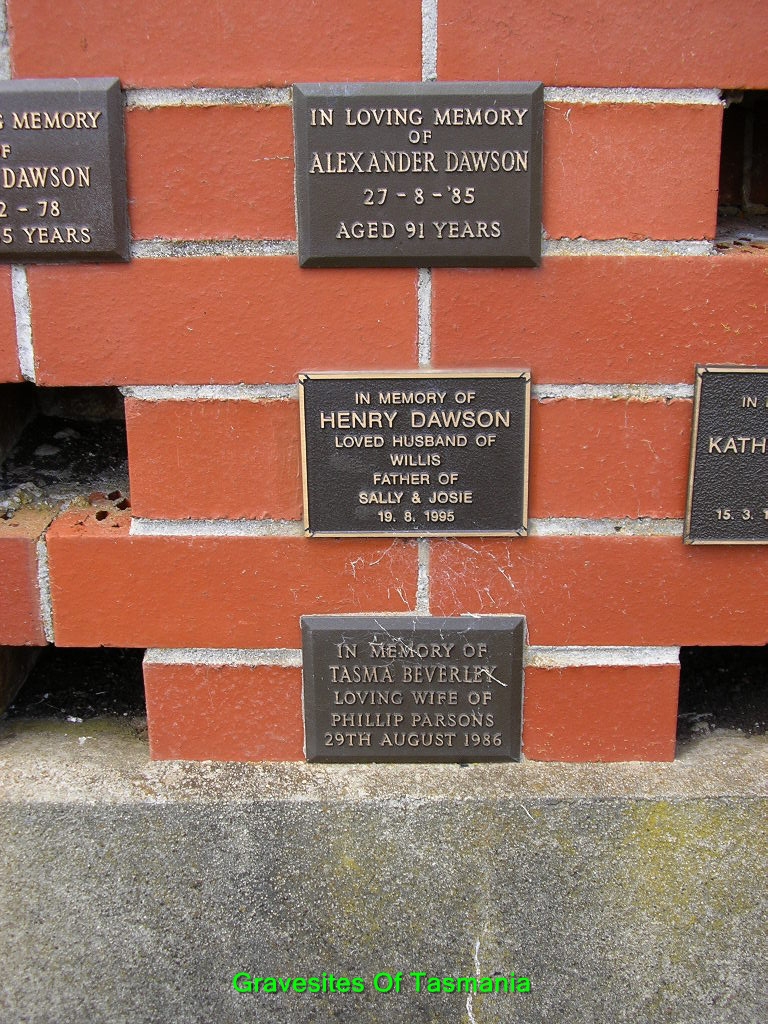 MEMORY
DAWSON
- 78
YEARS
IN LOVING MEMORY
OF
ALEXANDER DAWSON
27 - 8 - '85
AGED 91 YEARS
IN MEMORY OF
HENRY DAWSON
LOVED HUSBAND OF
WILLIS
FATHER OF
SALLY & JOSIE
19. 8. 1995
IN
KATH
15. 3. 1
IN MEMORY OF
TASMA BEVERLEY
LOVING WIFE OF
PHILLIP PARSONS
29TH AUGUST 1986
Gravesites Of Tasmania